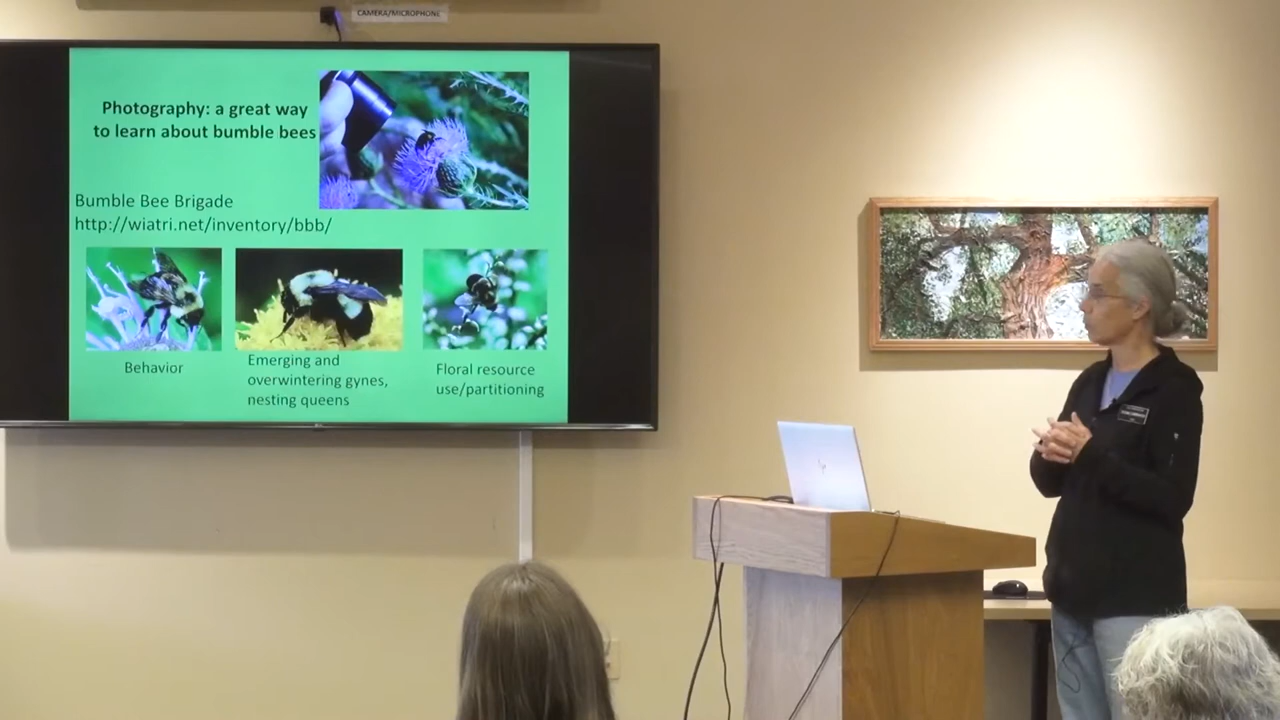 CAMERA/MICROPHONE
Photography: a great way
to learn about bumble bees
Bumble Bee Brigade
http://wiatri.net/inventory/bbb/
Behavior
Emerging and
overwintering gynes,
nesting queens
Floral resource
use/partitioning